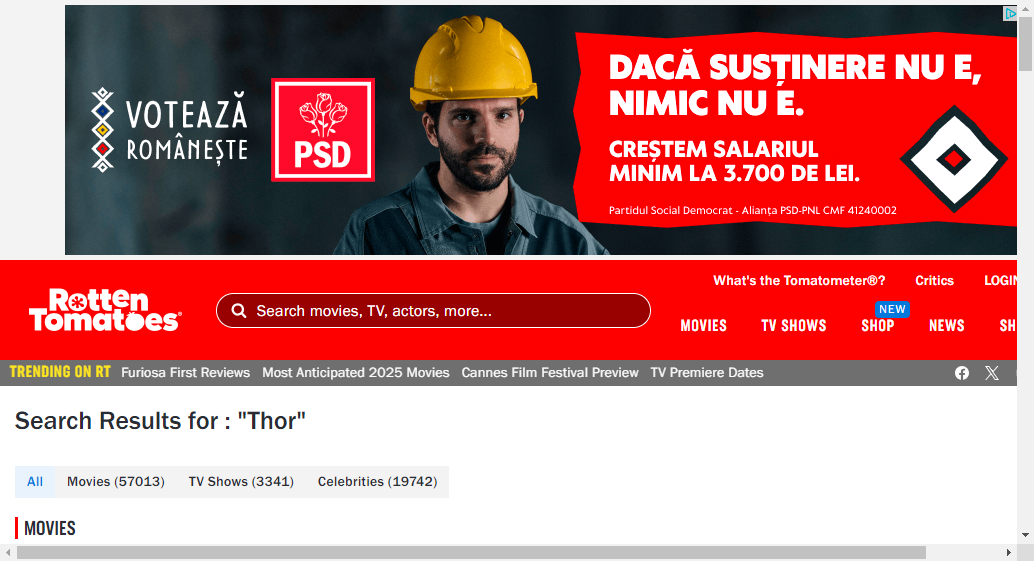 VOTEAZĂ
ROMÂNEȘTE
PSD
DACĂ SUSȚINERE NU E,
NIMIC NU E.
CREȘTEM SALARIUL
MINIM LA 3.700 DE LEI.
Partidul Social Democrat - Alianța PSD-PNL CMF 41240002
What's the Tomatometer®?
Critics
LOGIN
Rotten
Tomatoes®
Search movies, TV, actors, more...
NEW
MOVIES
TV SHOWS
SHOP
NEWS
SH
TRENDING ON RT
Furiosa First Reviews
Most Anticipated 2025 Movies
Cannes Film Festival Preview
TV Premiere Dates
Search Results for : "Thor"
All
Movies (57013)
TV Shows (3341)
Celebrities (19742)
MOVIES